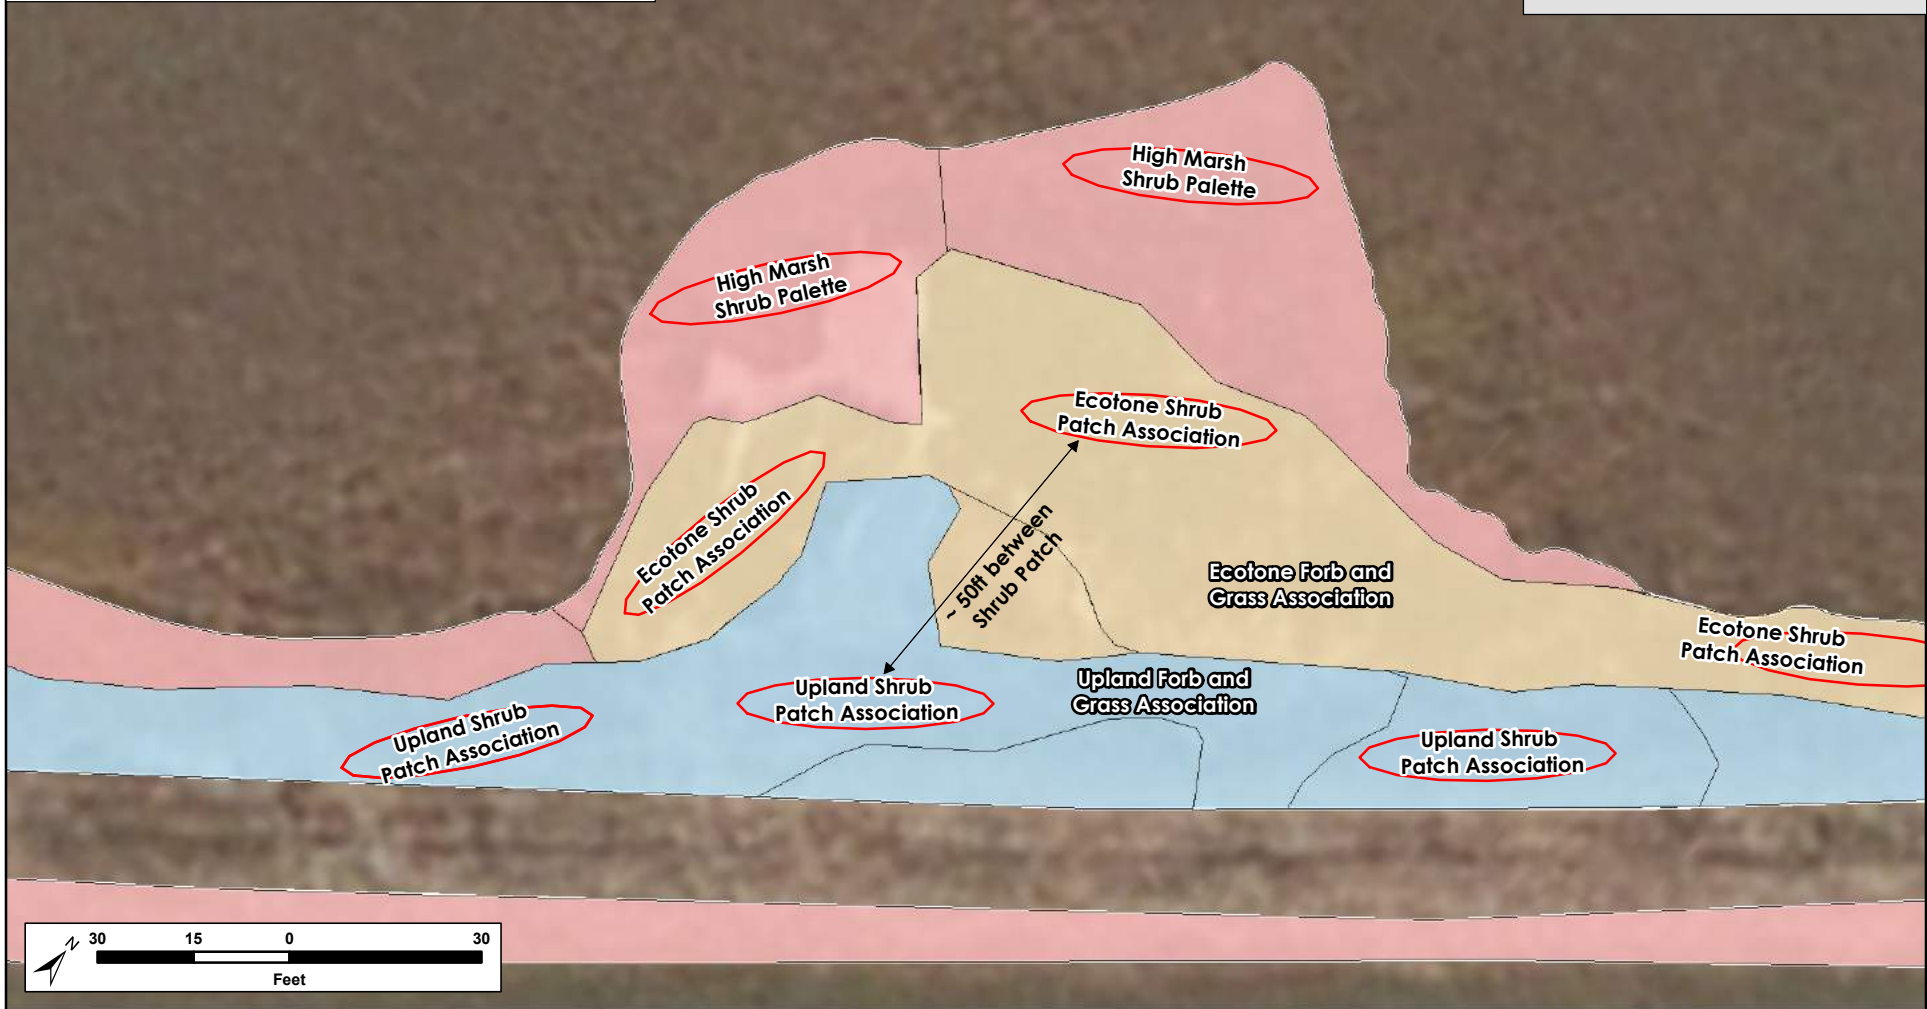 High Marsh
Shrub Palette
High Marsh
Shrub Palette
Ecotone Shrub
Patch Association
Ecotone Shrub
Patch Association
~ 50ft between
Shrub Patch
Ecotone Forb and
Grass Association
Ecotone Shrub
Patch Association
Upland Forb and
Grass Association
Upland Shrub
Patch Association
Upland Shrub
Patch Association
Upland Shrub
Patch Association
N
30 15 0 30
Feet